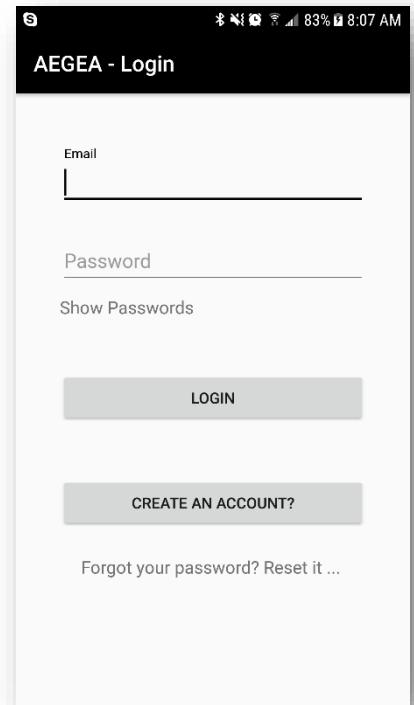 83% 8:07 AM
AEGEA - Login
Email
Password
Show Passwords
LOGIN
CREATE AN ACCOUNT?
Forgot your password? Reset it ...